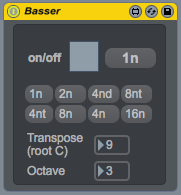 Basser
on/off 1n
1n 2n 4nd 8nt
4nt 8n 4n 16n
Transpose
(root C) 9
Octave 3